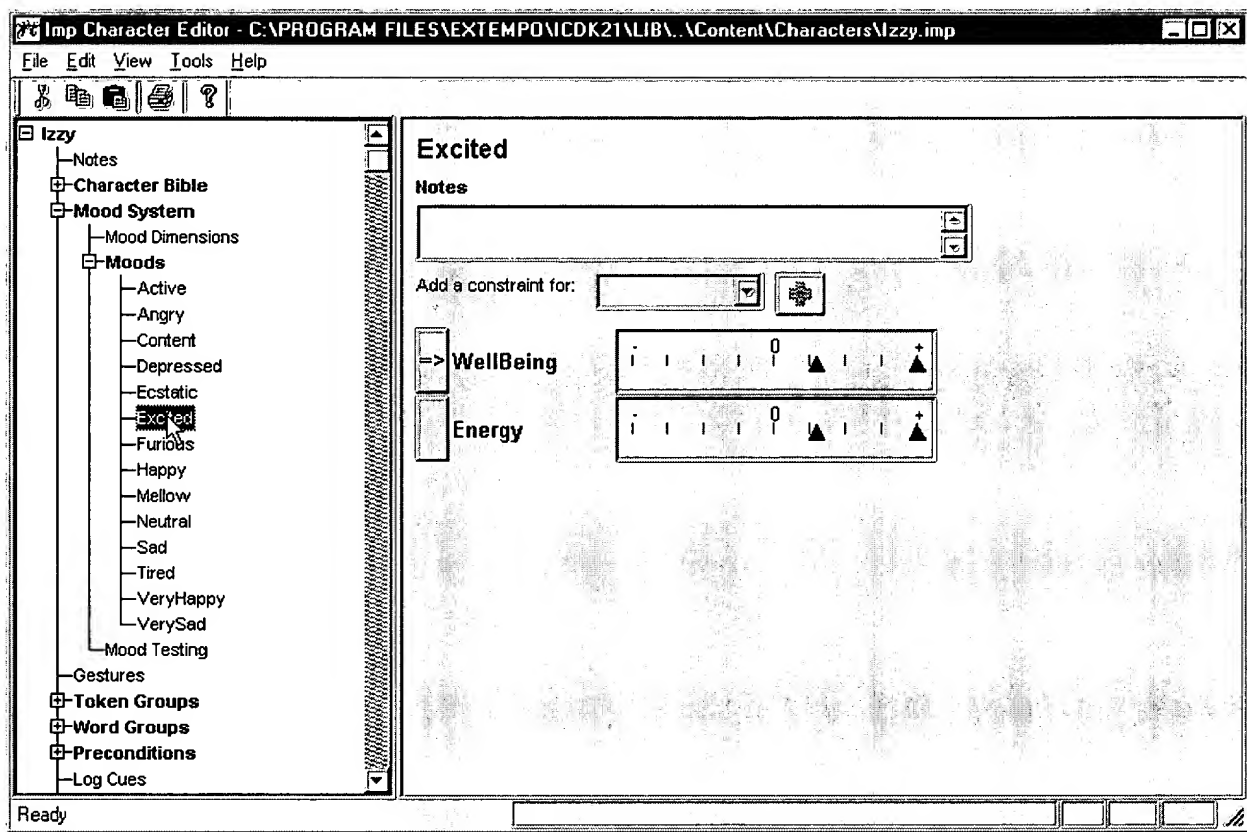 Imp Character Editor - C:\PROGRAM FILES\EXTEMPO\ICDK21\LIB\..\Content\Characters\Izzy.imp
File Edit View Tools Help
Izzy
Notes
Character Bible
Mood System
Mood Dimensions
Moods
Active
Angry
Content
Depressed
Ecstatic
Excited
Furious
Happy
Mellow
Neutral
Sad
Tired
VeryHappy
VerySad
Mood Testing
Gestures
Token Groups
Word Groups
Preconditions
Log Cues
Excited
Notes
Add a constraint for:
=> WellBeing - 0 +
Energy - 0 +
Ready